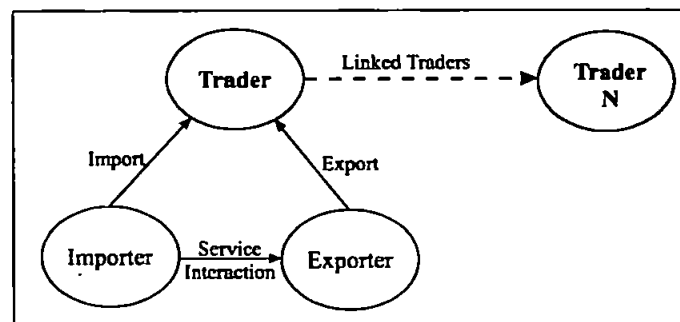 Linked Traders
Trader
Trader
N
Import
Export
Importer
Service
Interaction
Exporter